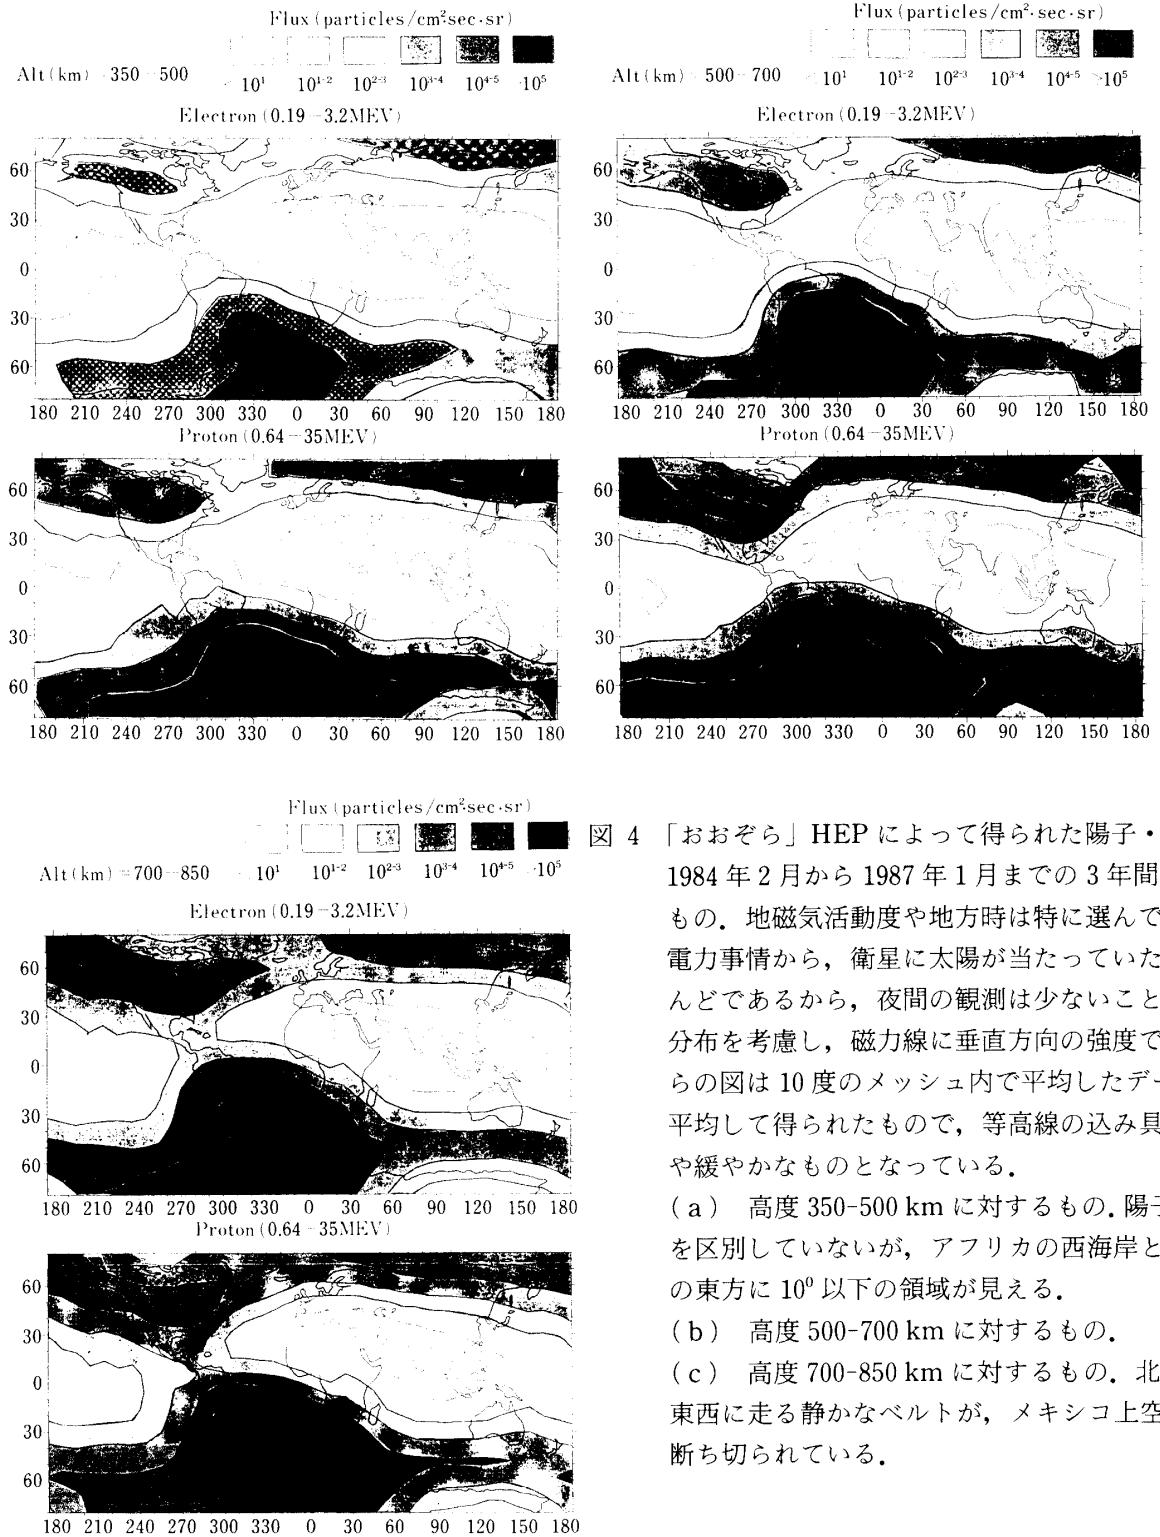 Flux (particles/cm²sec·sr)
Alt(km) 350-500
10¹ 10¹⁻² 10²⁻³ 10³⁻⁴ 10⁴⁻⁵ 10⁵
Electron (0.19-3.2MEV)
60
30
0
30
60
180 210 240 270 300 330 0 30 60 90 120 150 180
Proton (0.64-35MEV)
60
30
0
30
60
180 210 240 270 300 330 0 30 60 90 120 150 180
Flux (particles/cm²·sec·sr)
Alt(km) 500-700
10¹ 10¹⁻² 10²⁻³ 10³⁻⁴ 10⁴⁻⁵ >10⁵
Electron (0.19-3.2MEV)
60
30
0
30
60
180 210 240 270 300 330 0 30 60 90 120 150 180
Proton (0.64-35MEV)
60
30
0
30
60
180 210 240 270 300 330 0 30 60 90 120 150 180
Flux (particles/cm²·sec·sr)
Alt(km)=700-850
10¹ 10¹⁻² 10²⁻³ 10³⁻⁴ 10⁴⁻⁵ 10⁵
Electron (0.19-3.2MEV)
60
30
0
30
60
180 210 240 270 300 330 0 30 60 90 120 150 180
Proton (0.64-35MEV)
60
30
0
30
60
180 210 240 270 300 330 0 30 60 90 120 150 180
図 4 「おおぞら」HEP によって得られた陽子・
1984 年 2 月から 1987 年 1 月までの 3 年間
もの．地磁気活動度や地方時は特に選んで
電力事情から，衛星に太陽が当たっていた
んどであるから，夜間の観測は少ないこと
分布を考慮し，磁力線に垂直方向の強度で
らの図は 10 度のメッシュ内で平均したデー
平均して得られたもので，等高線の込み具
や緩やかなものとなっている．
(a) 高度 350-500 km に対するもの．陽子
を区別していないが，アフリカの西海岸と
の東方に 10⁰ 以下の領域が見える．
(b) 高度 500-700 km に対するもの．
(c) 高度 700-850 km に対するもの．北
東西に走る静かなベルトが，メキシコ上空
断ち切られている．